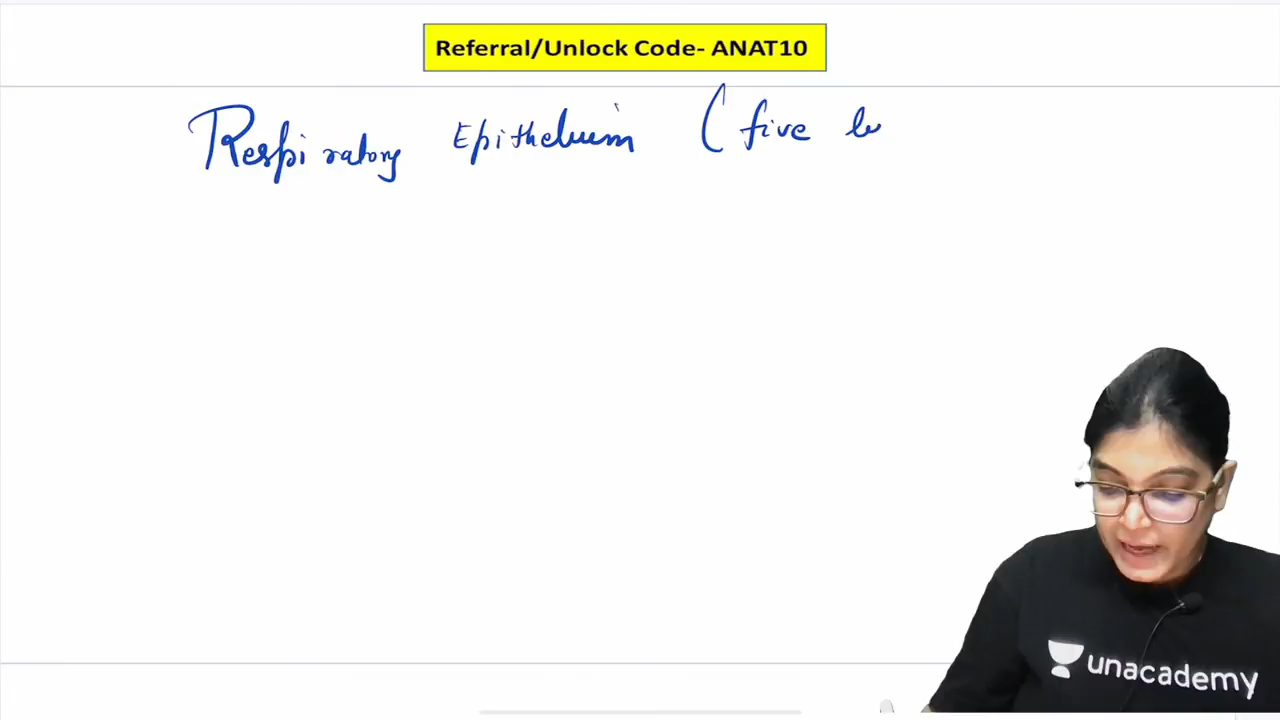 Referral/Unlock Code- ANAT10
Respiratory Epithelium (five
unacademy